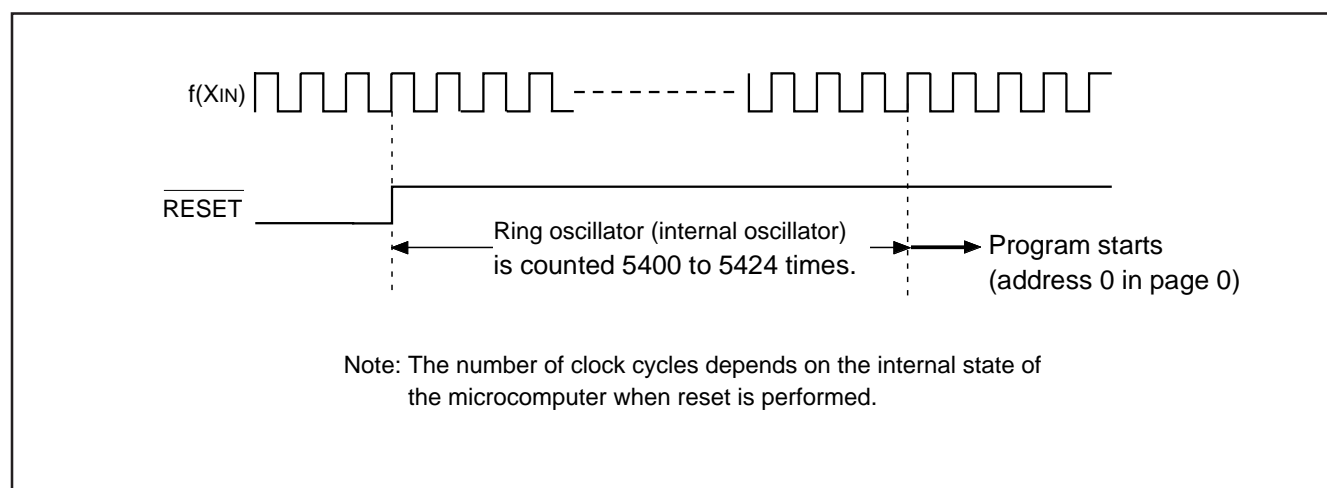 f(XIN)
RESET
Ring oscillator (internal oscillator)
is counted 5400 to 5424 times.
Program starts
(address 0 in page 0)
Note: The number of clock cycles depends on the internal state of
the microcomputer when reset is performed.